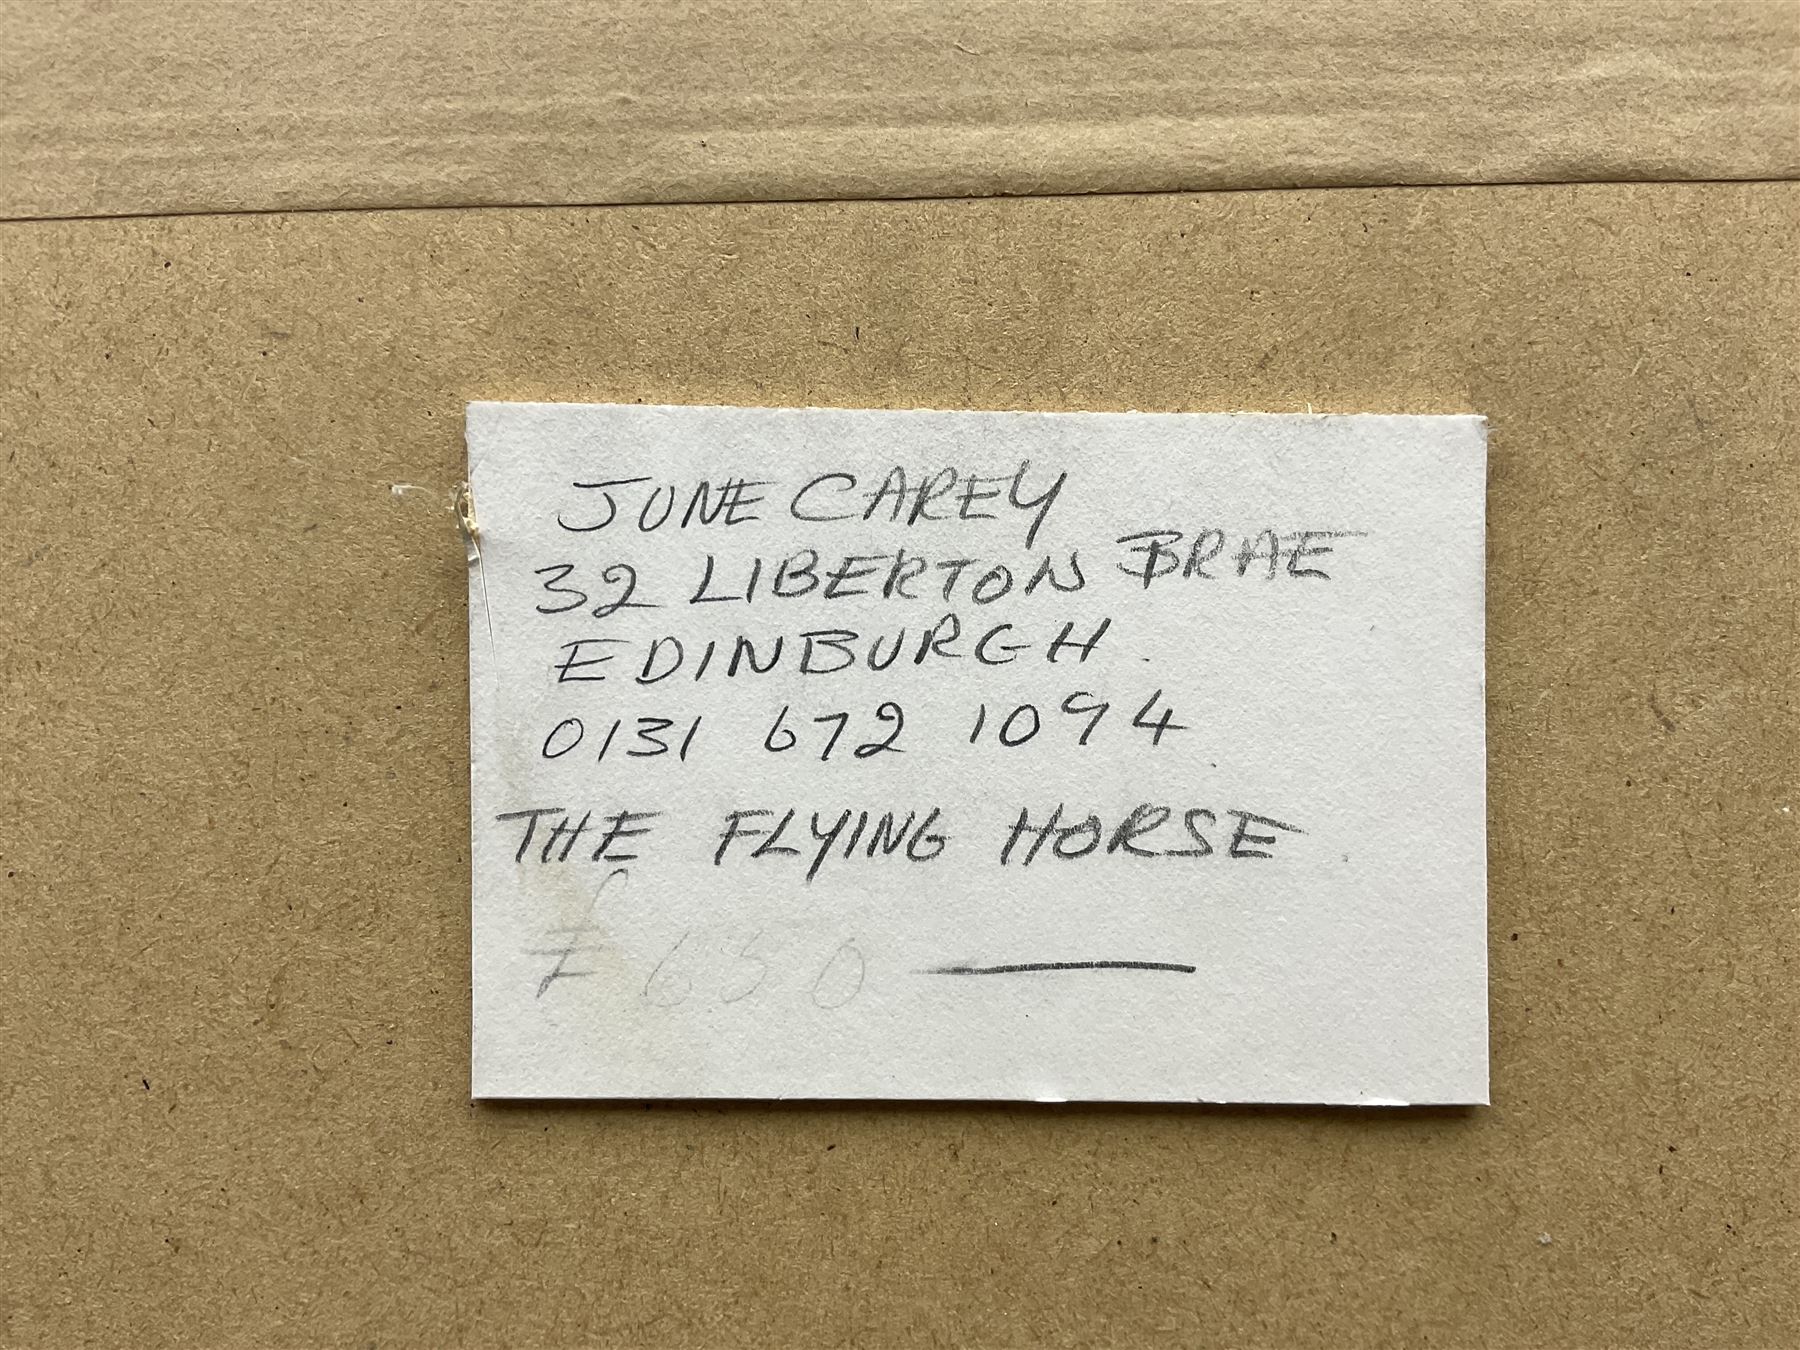 JUNE CAREY
32 LIBERTON BRAE
EDINBURGH.
0131 672 1094
THE FLYING HORSE
£650 —